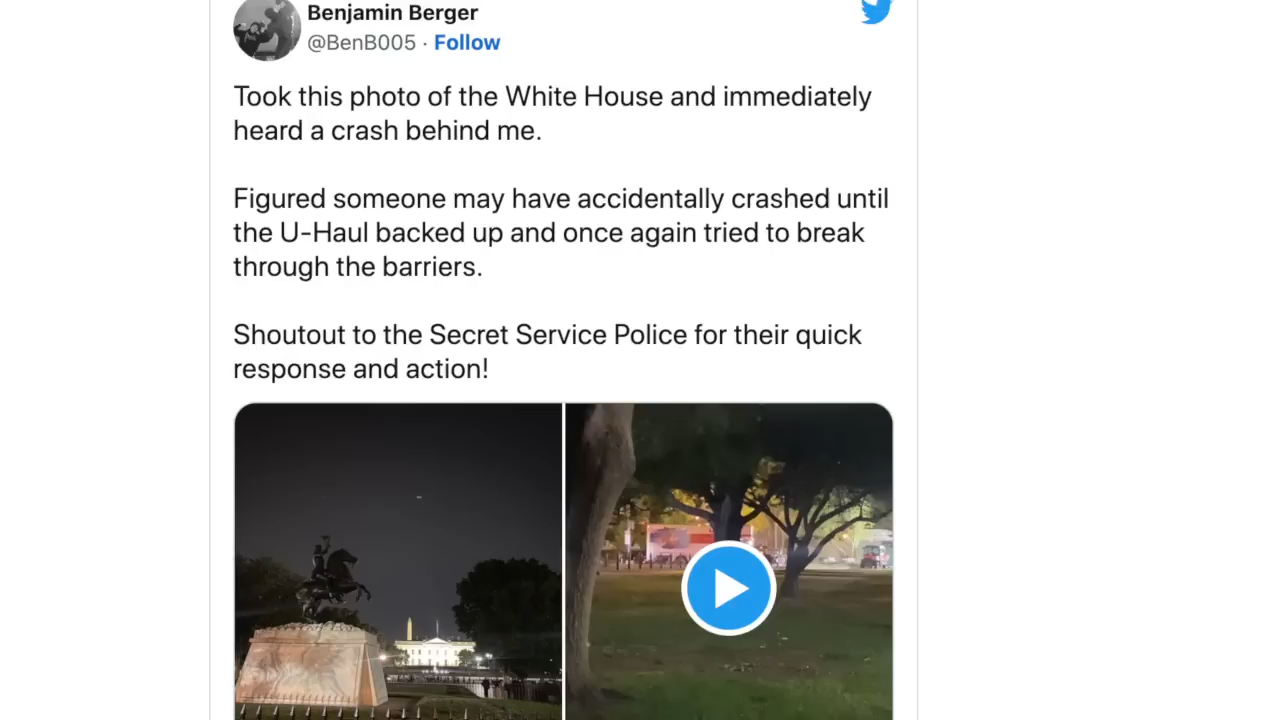 Benjamin Berger
@BenB005 · Follow
Took this photo of the White House and immediately
heard a crash behind me.
Figured someone may have accidentally crashed until
the U-Haul backed up and once again tried to break
through the barriers.
Shoutout to the Secret Service Police for their quick
response and action!